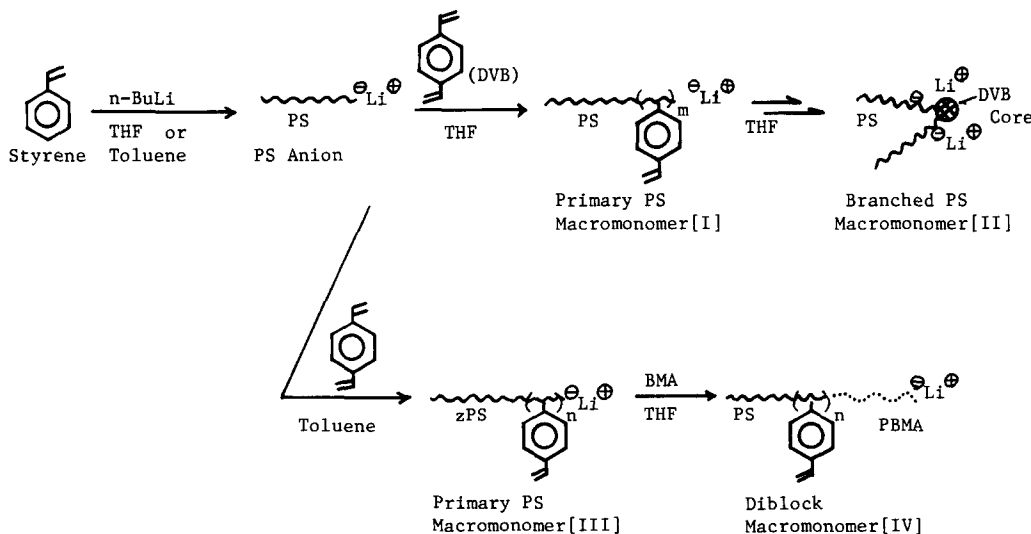 Styrene
n-BuLi
THF or
Toluene
⊖Li⊕
PS
PS Anion
(DVB)
THF
PS
m
⊖Li⊕
Primary PS
Macromonomer[I]
THF
Li⊕
⊖
DVB
Core
PS
⊖Li⊕
Branched PS
Macromonomer[II]
Toluene
zPS
n
⊖Li⊕
Primary PS
Macromonomer[III]
BMA
THF
PS
n
PBMA
⊖Li⊕
Diblock
Macromonomer[IV]